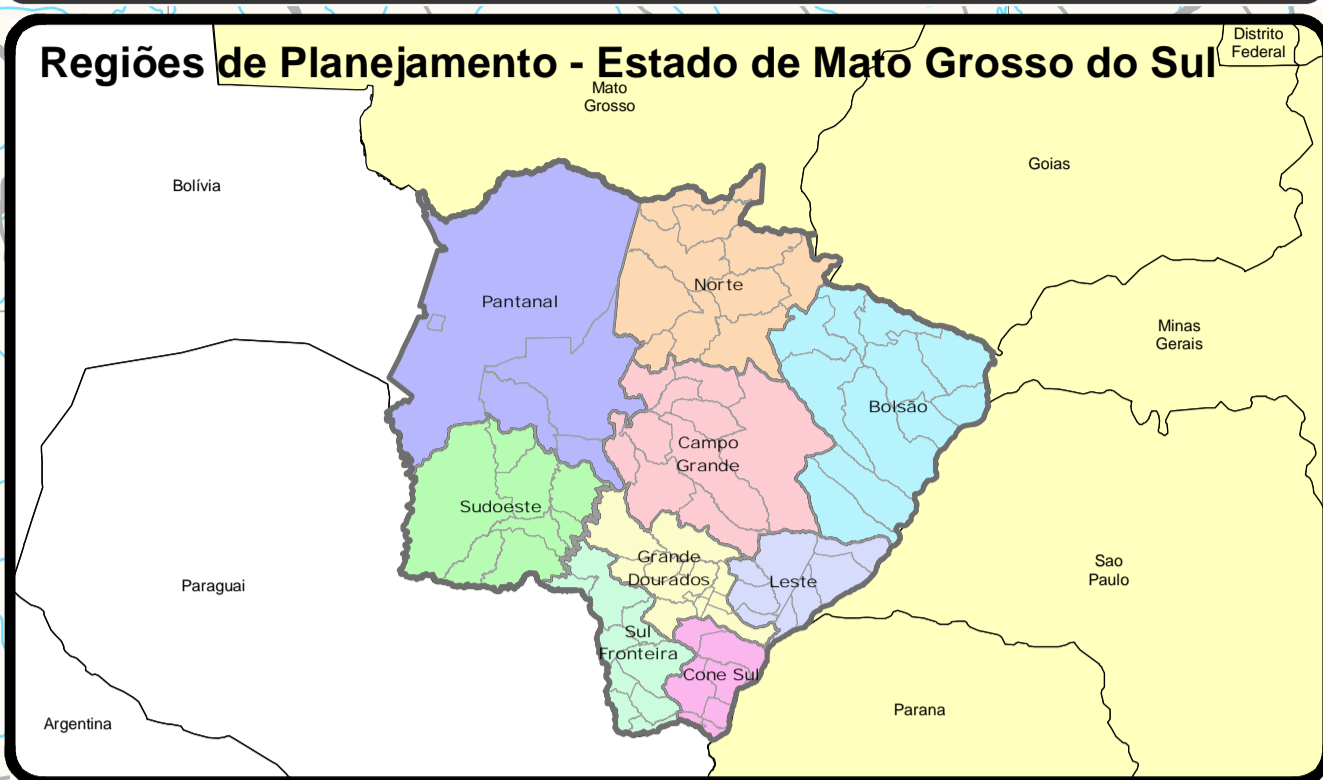 Regiões de Planejamento - Estado de Mato Grosso do Sul
Distrito
Federal
Mato
Grosso
Goias
Bolívia
Norte
Pantanal
Minas
Gerais
Bolsão
Campo
Grande
Sudoeste
Grande
Dourados
Leste
Sao
Paulo
Paraguai
Sul
Fronteira
Cone Sul
Parana
Argentina